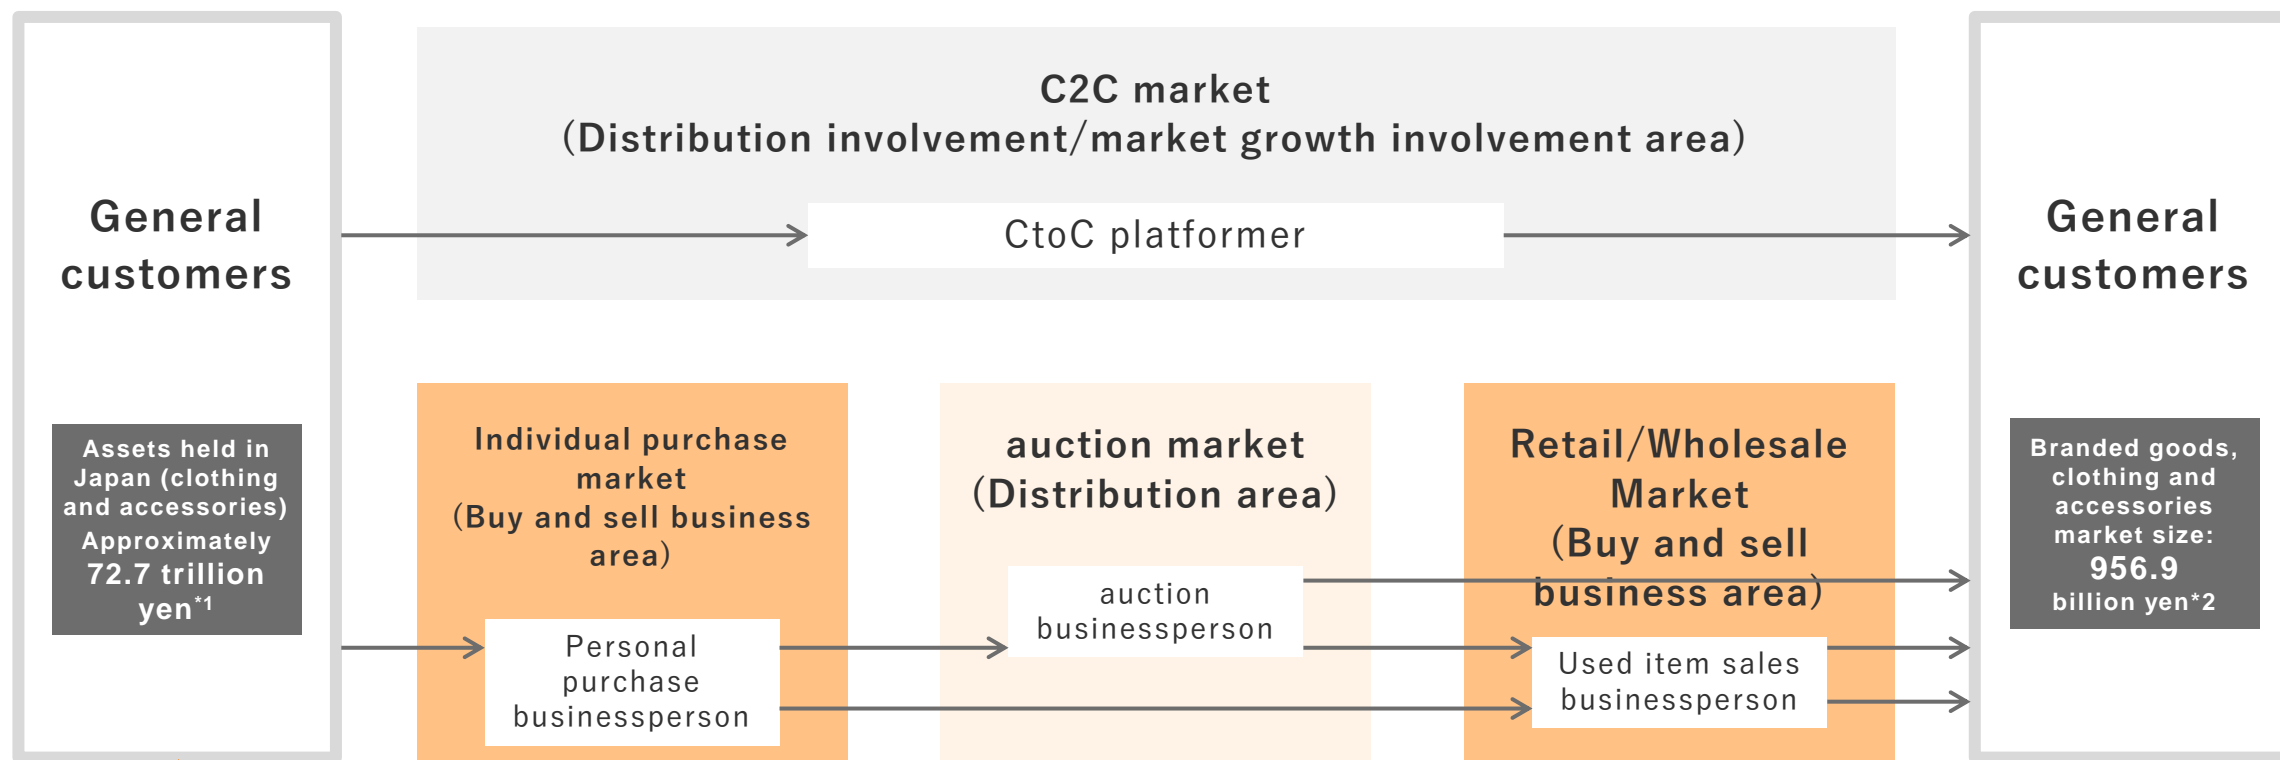 General
customers
Assets held in
Japan (clothing
and accessories)
Approximately
72.7 trillion
yen*1
C2C market
(Distribution involvement/market growth involvement area)
CtoC platformer
Individual purchase
market
(Buy and sell business
area)
Personal
purchase
businessperson
auction market
(Distribution area)
auction
businessperson
Retail/Wholesale
Market
(Buy and sell
business area)
Used item sales
businessperson
General
customers
Branded goods,
clothing and
accessories
market size:
956.9
billion yen*2